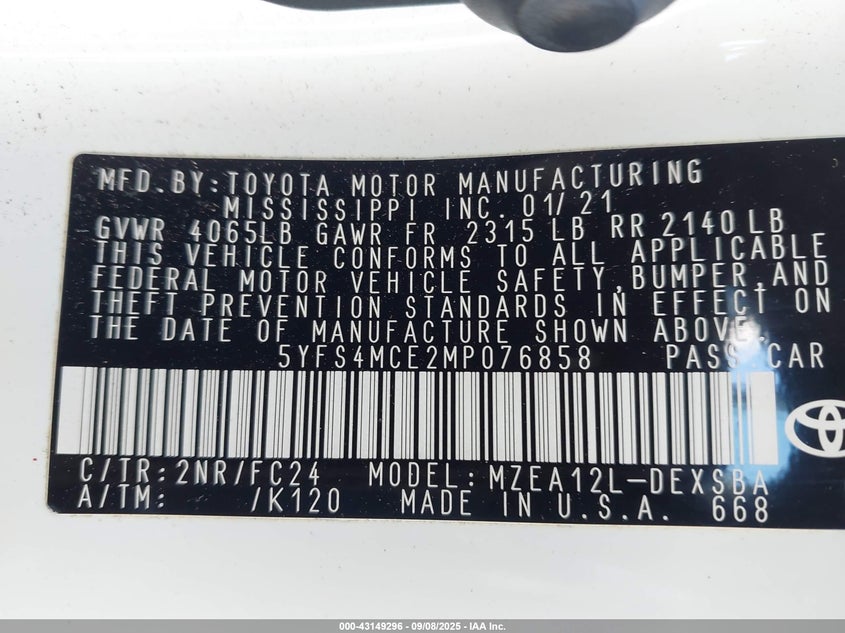 MFD.BY:TOYOTA MOTOR MANUFACTURING
MISSISSIPPI INC. 01/21
GVWR 4065LB GAWR FR 2315 LB RR 2140 LB
THIS VEHICLE CONFORMS TO ALL APPLICABLE
FEDERAL MOTOR VEHICLE SAFETY,BUMPER,AND
THEFT PREVENTION STANDARDS IN EFFECT ON
THE DATE OF MANUFACTURE SHOWN ABOVE.
5YFS4MCE2MP076858 PASS.CAR
C/TR:2NR/FC24 MODEL:MZEA12L-DEXSBA
A/TM: /K120 MADE IN U.S.A. 668
000-43149296 - 09/08/2025 - IAA Inc.